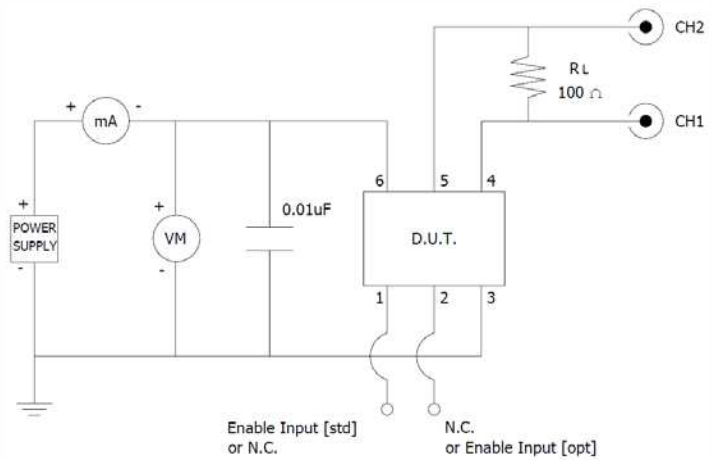 CH2
RL
100 Ω
CH1
+ mA -
6 5 4
+
POWER
SUPPLY
-
+
VM
-
0.01uF
D.U.T.
1 2 3
Enable Input [std]
or N.C.
N.C.
or Enable Input [opt]